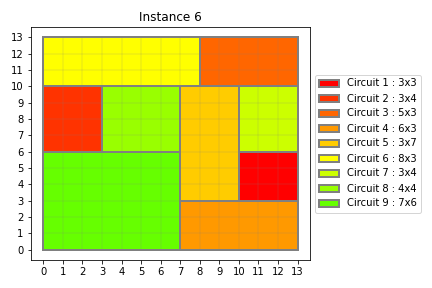 Instance 6
13
12
11
10
9
8
7
6
5
4
3
2
1
0
0 1 2 3 4 5 6 7 8 9 10 11 12 13
Circuit 1 : 3x3
Circuit 2 : 3x4
Circuit 3 : 5x3
Circuit 4 : 6x3
Circuit 5 : 3x7
Circuit 6 : 8x3
Circuit 7 : 3x4
Circuit 8 : 4x4
Circuit 9 : 7x6